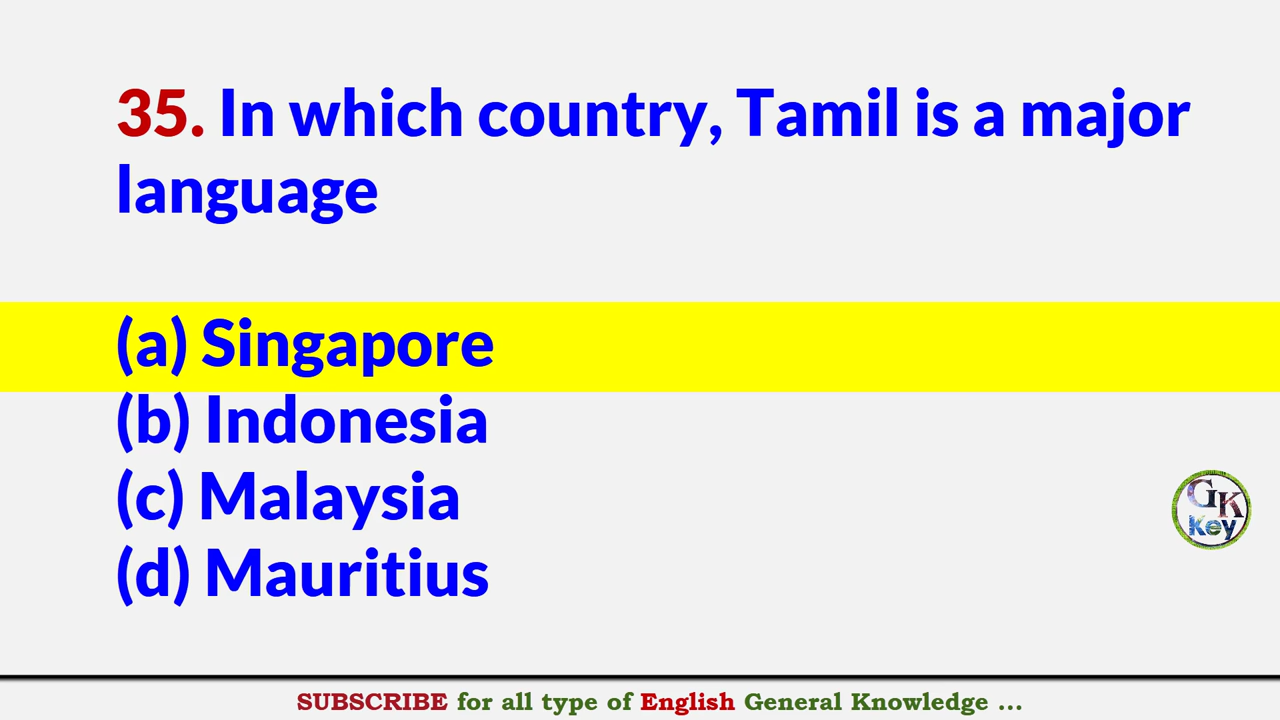 35. In which country, Tamil is a major
language
(a) Singapore
(b) Indonesia
(c) Malaysia
(d) Mauritius
GK
Key
SUBSCRIBE for all type of English General Knowledge ...